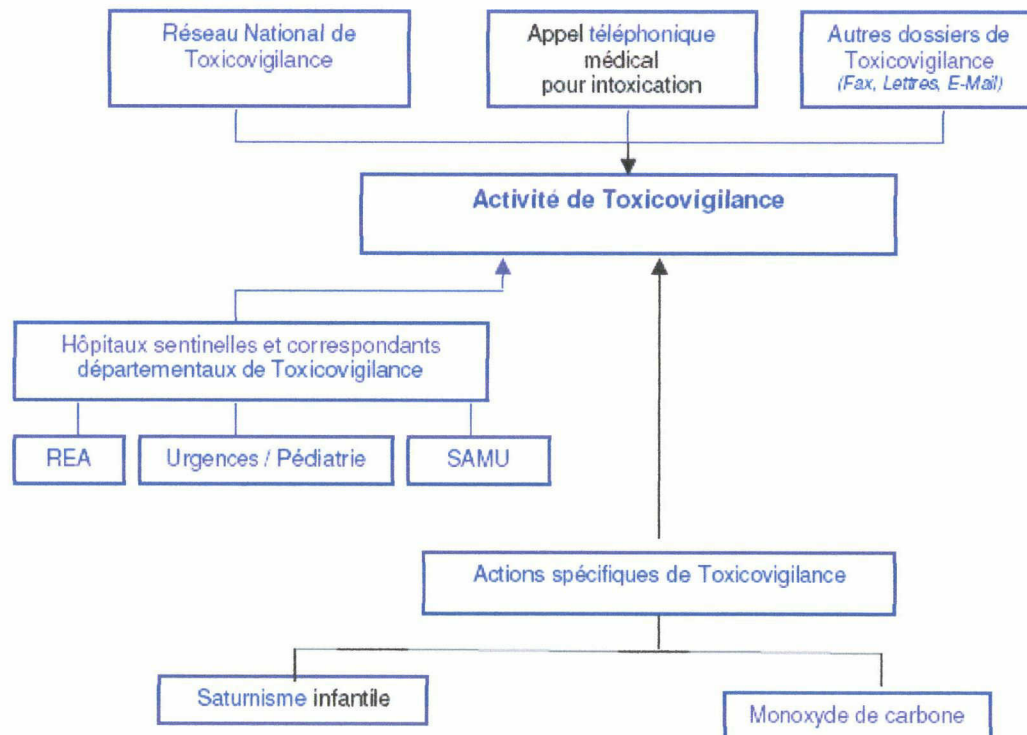 Réseau National de
Toxicovigilance
Appel téléphonique
médical
pour intoxication
Autres dossiers de
Toxicovigilance
(Fax, Lettres, E-Mail)
Activité de Toxicovigilance
Hôpitaux sentinelles et correspondants
départementaux de Toxicovigilance
REA
Urgences / Pédiatrie
SAMU
Actions spécifiques de Toxicovigilance
Saturnisme infantile
Monoxyde de carbone